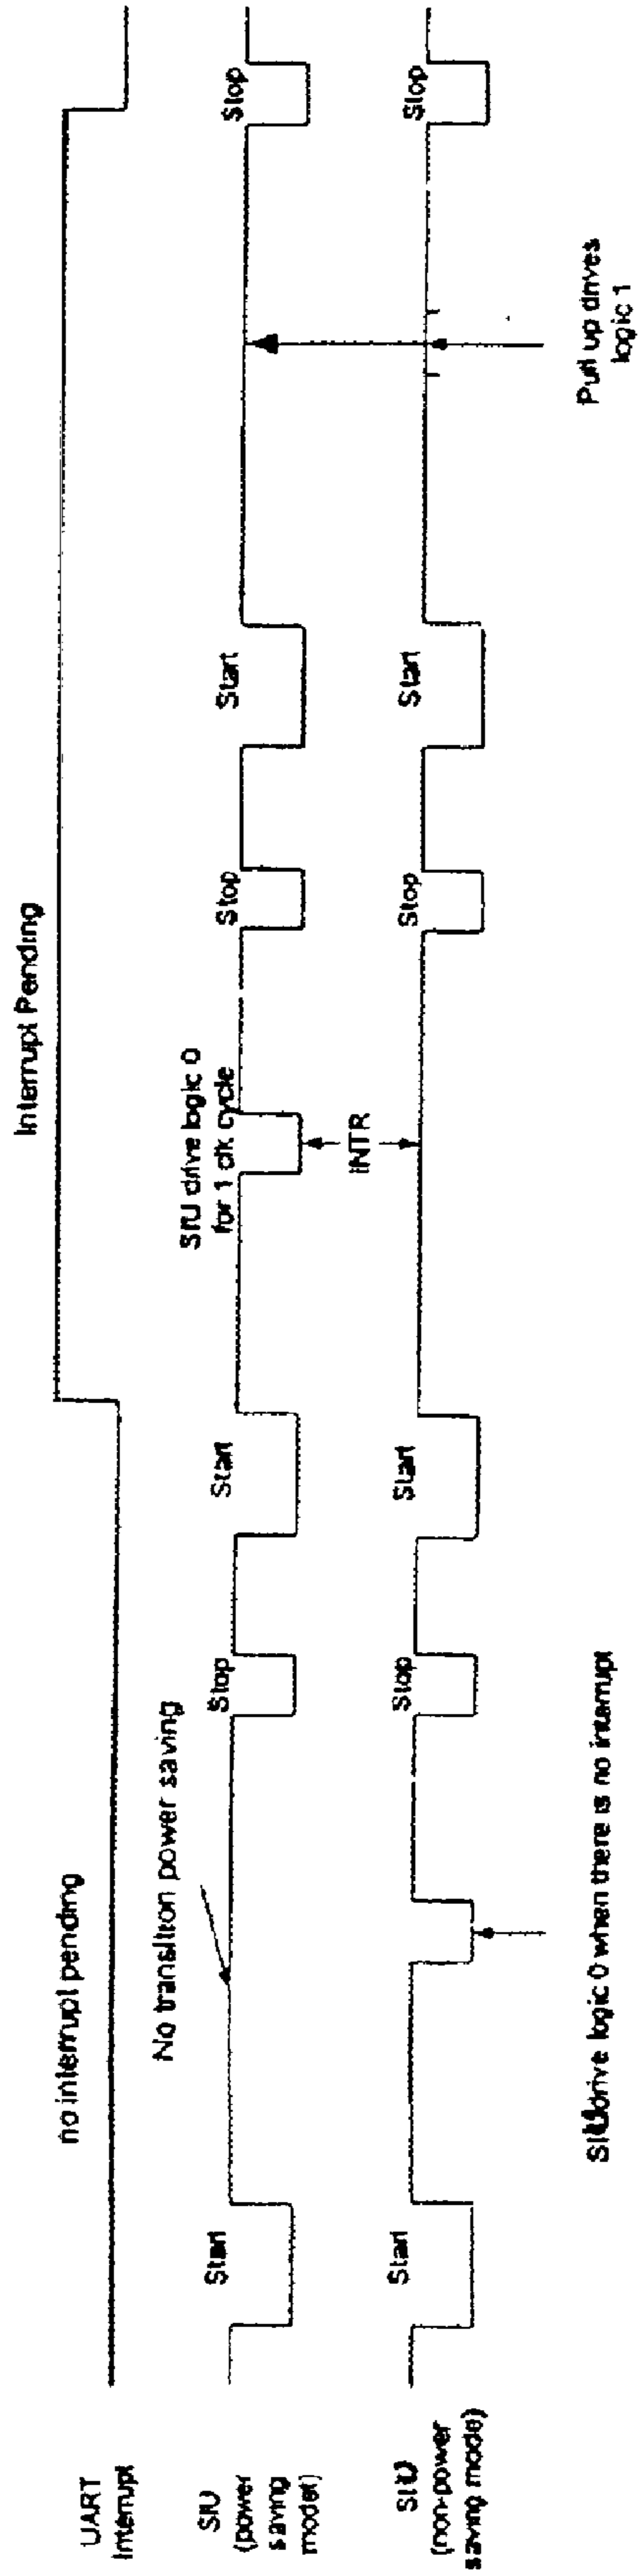 UART
Interrupt
no interrupt pending
Interrupt Pending
SIU
(power
saving
model)
Start
No transition power saving
Stop
Start
SIU drive logic 0
for 1 clk cycle
Stop
Start
Stop
INTR
SIU
(non-power
saving mode)
Start
Stop
Start
Stop
Start
Stop
SIU drive logic 0 when there is no interrupt
Pull up drives
logic 1